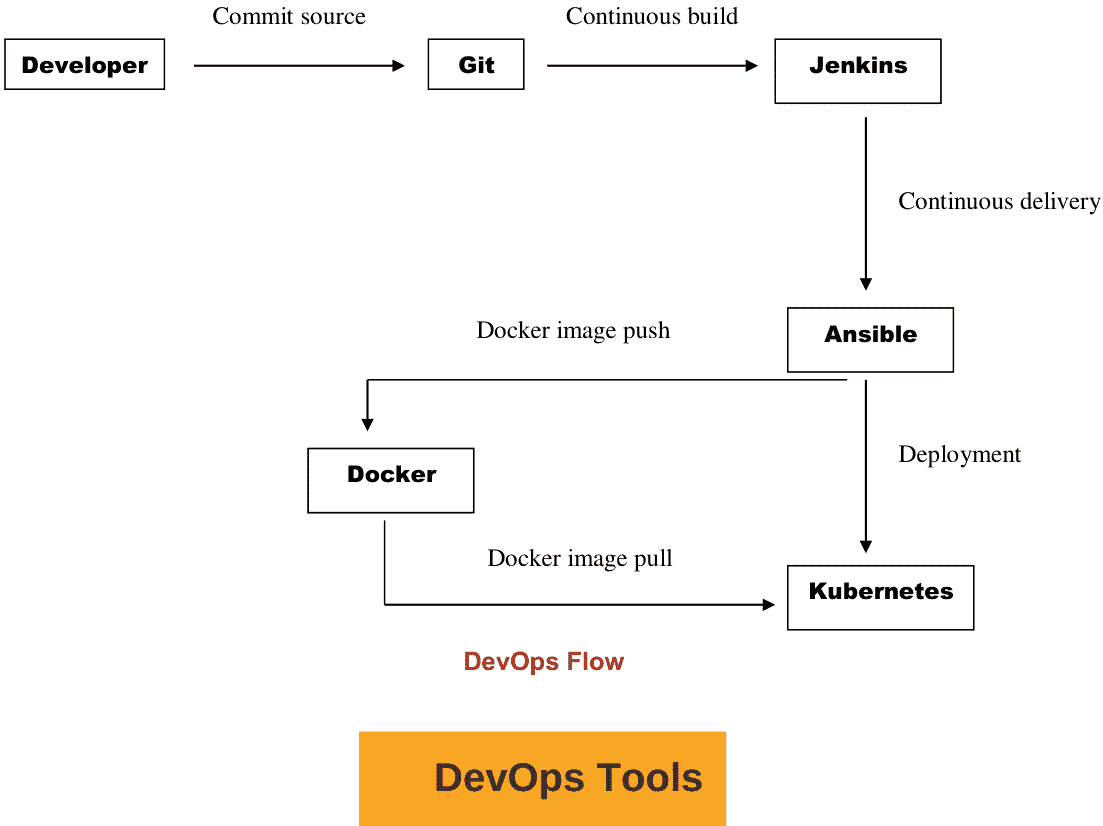 Commit source
Continuous build
Developer
Git
Jenkins
Continuous delivery
Docker image push
Ansible
Deployment
Docker
Docker image pull
Kubernetes
DevOps Flow
DevOps Tools